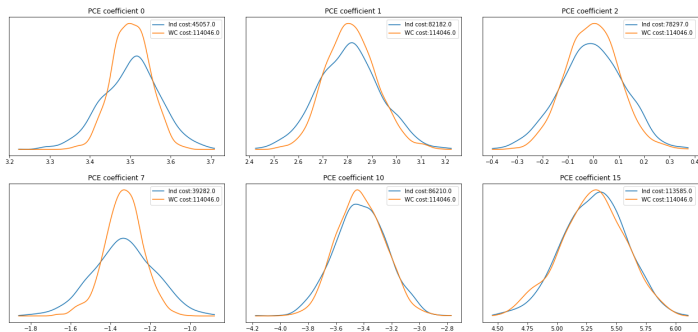 PCE coefficient 0
Ind cost:45057.0
WC cost:114046.0
3.2 3.3 3.4 3.5 3.6 3.7
PCE coefficient 1
Ind cost:82182.0
WC cost:114046.0
2.4 2.5 2.6 2.7 2.8 2.9 3.0 3.1 3.2
PCE coefficient 2
Ind cost:78297.0
WC cost:114046.0
−0.4 −0.3 −0.2 −0.1 0.0 0.1 0.2 0.3 0.4
PCE coefficient 7
Ind cost:39282.0
WC cost:114046.0
−1.8 −1.6 −1.4 −1.2 −1.0
PCE coefficient 10
Ind cost:86210.0
WC cost:114046.0
−4.2 −4.0 −3.8 −3.6 −3.4 −3.2 −3.0 −2.8
PCE coefficient 15
Ind cost:113585.0
WC cost:114046.0
4.50 4.75 5.00 5.25 5.50 5.75 6.00